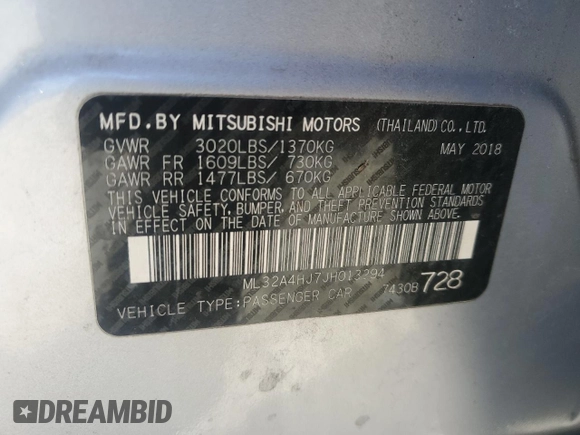 MFD.BY MITSUBISHI MOTORS (THAILAND)CO.,LTD.
GVWR 3020LBS/1370KG MAY 2018
GAWR FR 1609LBS/ 730KG
GAWR RR 1477LBS/ 670KG
THIS VEHICLE CONFORMS TO ALL APPLICABLE FEDERAL MOTOR
VEHICLE SAFETY,BUMPER,AND THEFT PREVENTION STANDARDS
IN EFFECT ON THE DATE OF MANUFACTURE SHOWN ABOVE.
ML32A4HJ7JH013294
VEHICLE TYPE:PASSENGER CAR 7430B 728
DREAMBID